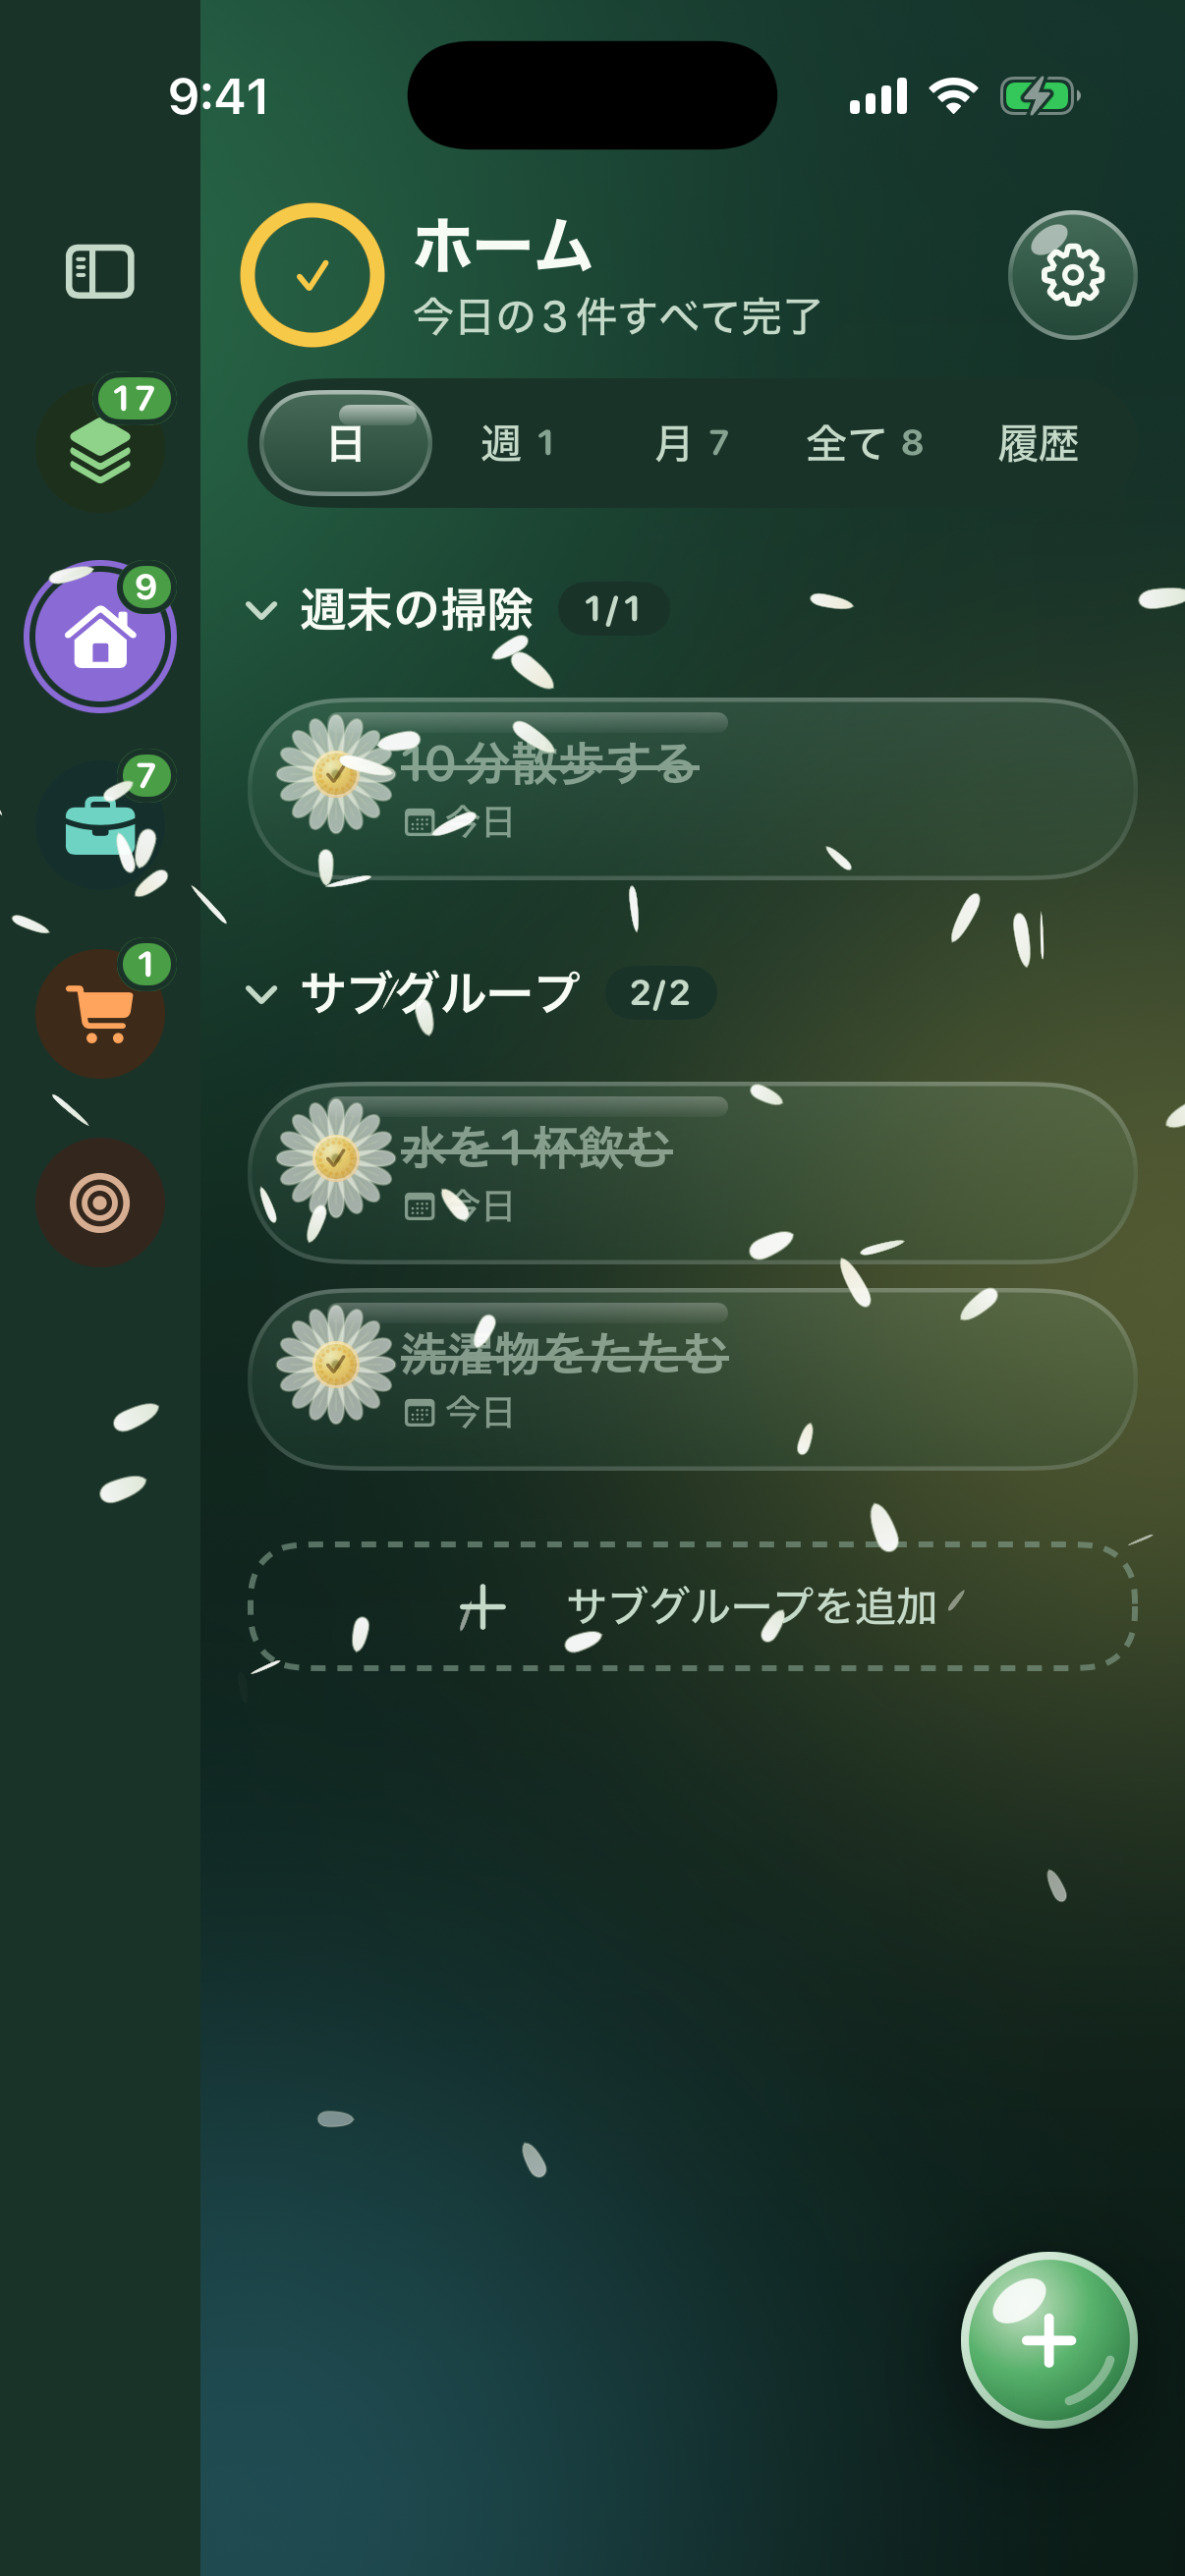 9:41
ホーム
今日の3件すべて完了
17
日
週 1
月 7
全て 8
履歴
9
週末の掃除 1/1
7
10分散歩する
今日
1
サブグループ 2/2
水を1杯飲む
今日
洗濯物をたたむ
今日
サブグループを追加